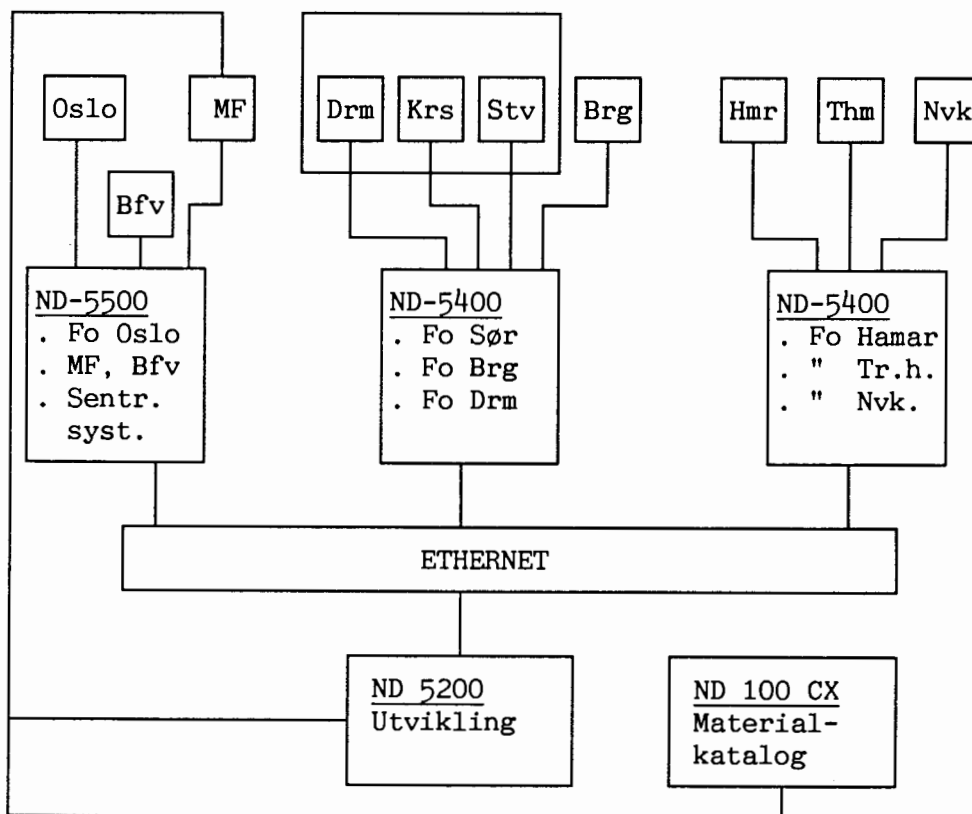 Oslo
MF
Drm
Krs
Stv
Brg
Hmr
Thm
Nvk
Bfv
ND-5500
. Fo Oslo
. MF, Bfv
. Sentr.
syst.
ND-5400
. Fo Sør
. Fo Brg
. Fo Drm
ND-5400
. Fo Hamar
. " Tr.h.
. " Nvk.
ETHERNET
ND 5200
Utvikling
ND 100 CX
Material-
katalog